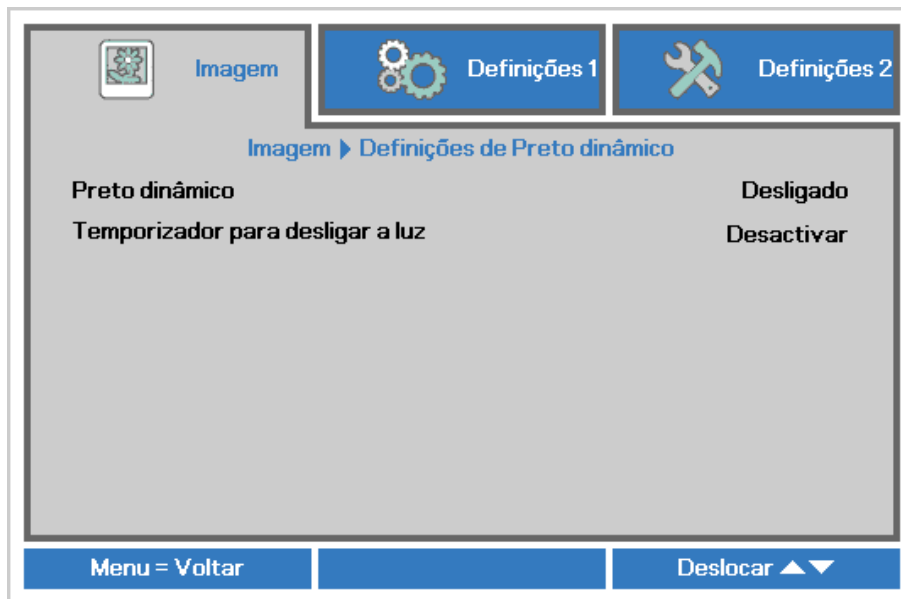 Imagem
Definições 1
Definições 2
Imagem ▶ Definições de Preto dinâmico
Preto dinâmico Desligado
Temporizador para desligar a luz Desactivar
Menu = Voltar
Deslocar ▲▼